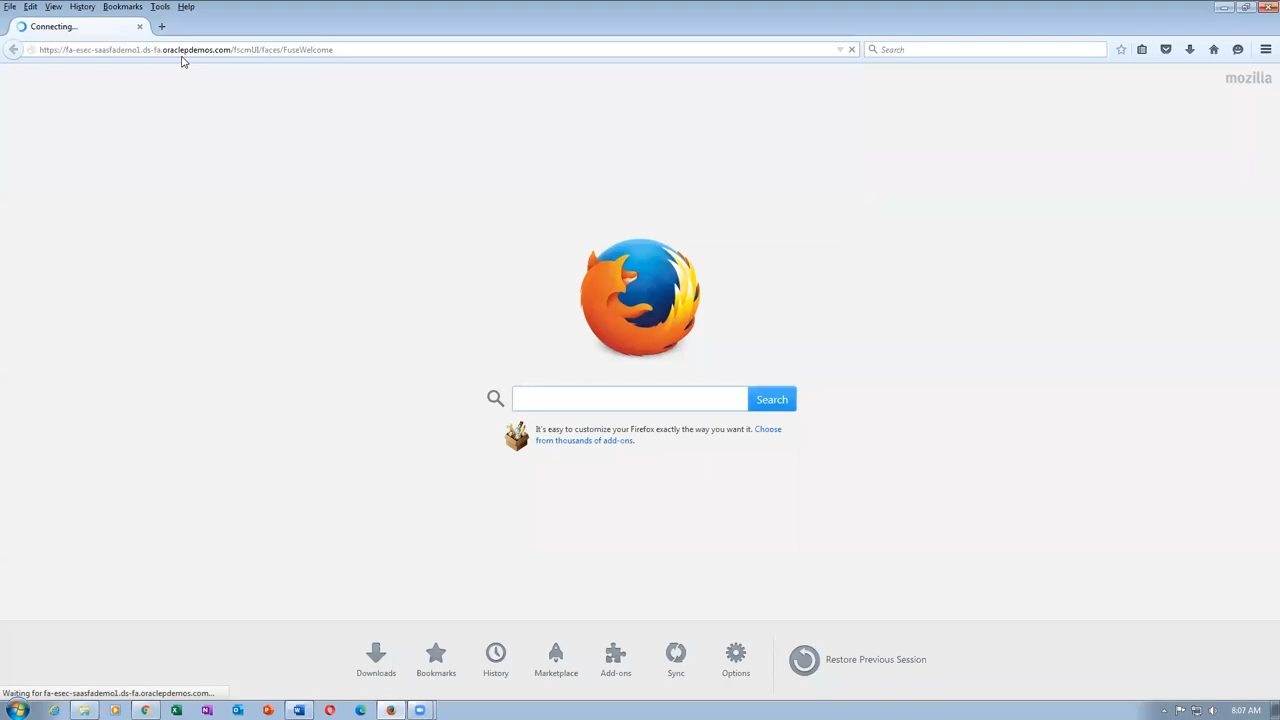 File Edit View History Bookmarks Tools Help
Connecting...
https://fa-esec-saasfademo1.ds-fa.oraclepdemos.com/fscmUI/faces/FuseWelcome
Search
mozilla
Search
It's easy to customize your Firefox exactly the way you want it. Choose
from thousands of add-ons.
Downloads Bookmarks History Marketplace Add-ons Sync Options Restore Previous Session
Waiting for fa-esec-saasfademo1.ds-fa.oraclepdemos.com...
8:07 AM